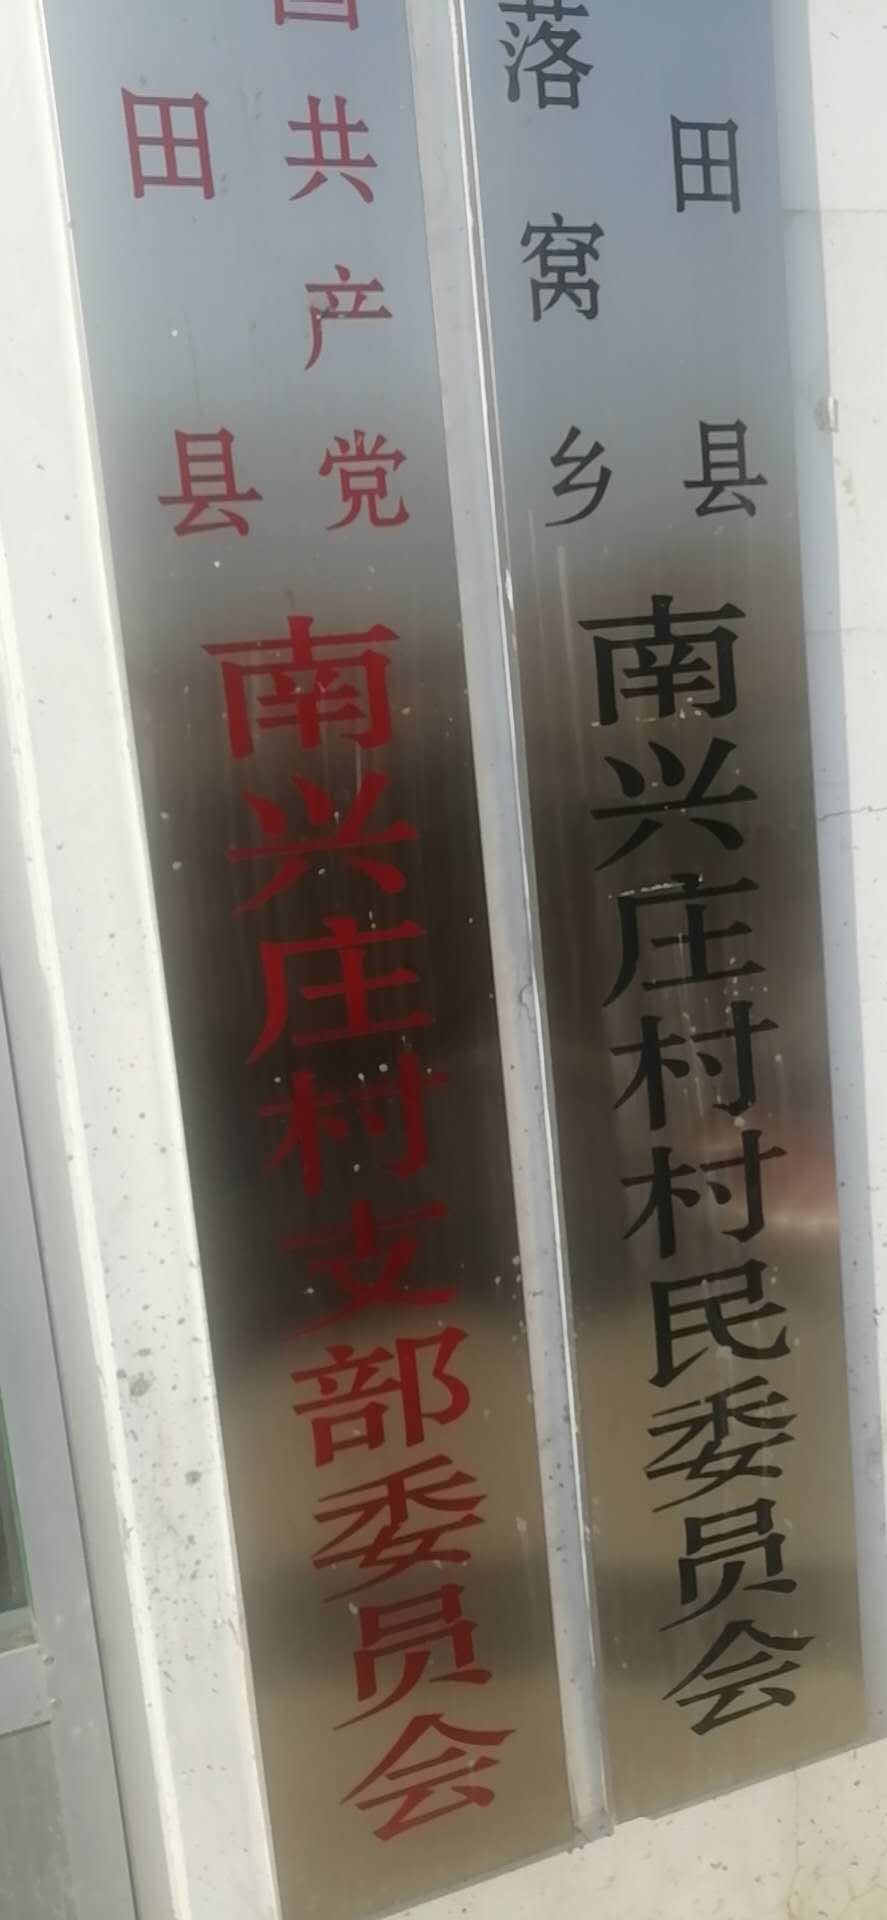 共产党
田县
南兴庄村支部委员会
田县
落窝乡
南兴庄村村民委员会